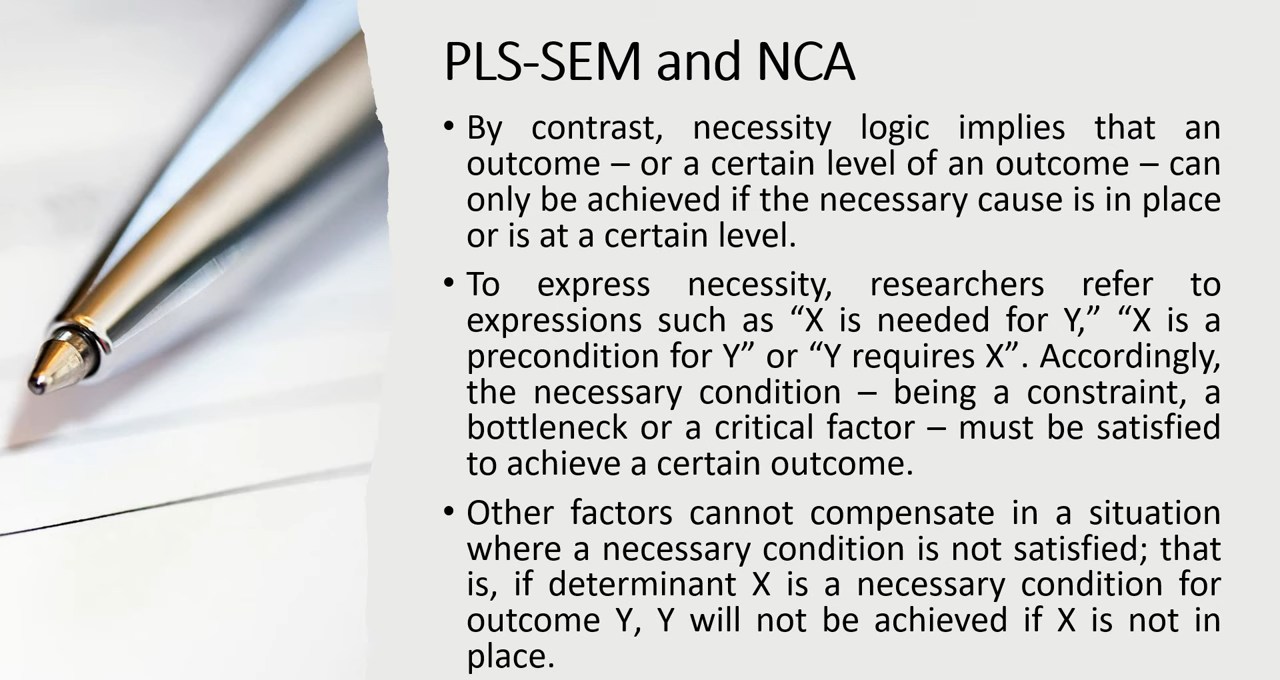 PLS-SEM and NCA
• By contrast, necessity logic implies that an
outcome – or a certain level of an outcome – can
only be achieved if the necessary cause is in place
or is at a certain level.
• To express necessity, researchers refer to
expressions such as “X is needed for Y,” “X is a
precondition for Y” or “Y requires X”. Accordingly,
the necessary condition – being a constraint, a
bottleneck or a critical factor – must be satisfied
to achieve a certain outcome.
• Other factors cannot compensate in a situation
where a necessary condition is not satisfied; that
is, if determinant X is a necessary condition for
outcome Y, Y will not be achieved if X is not in
place.